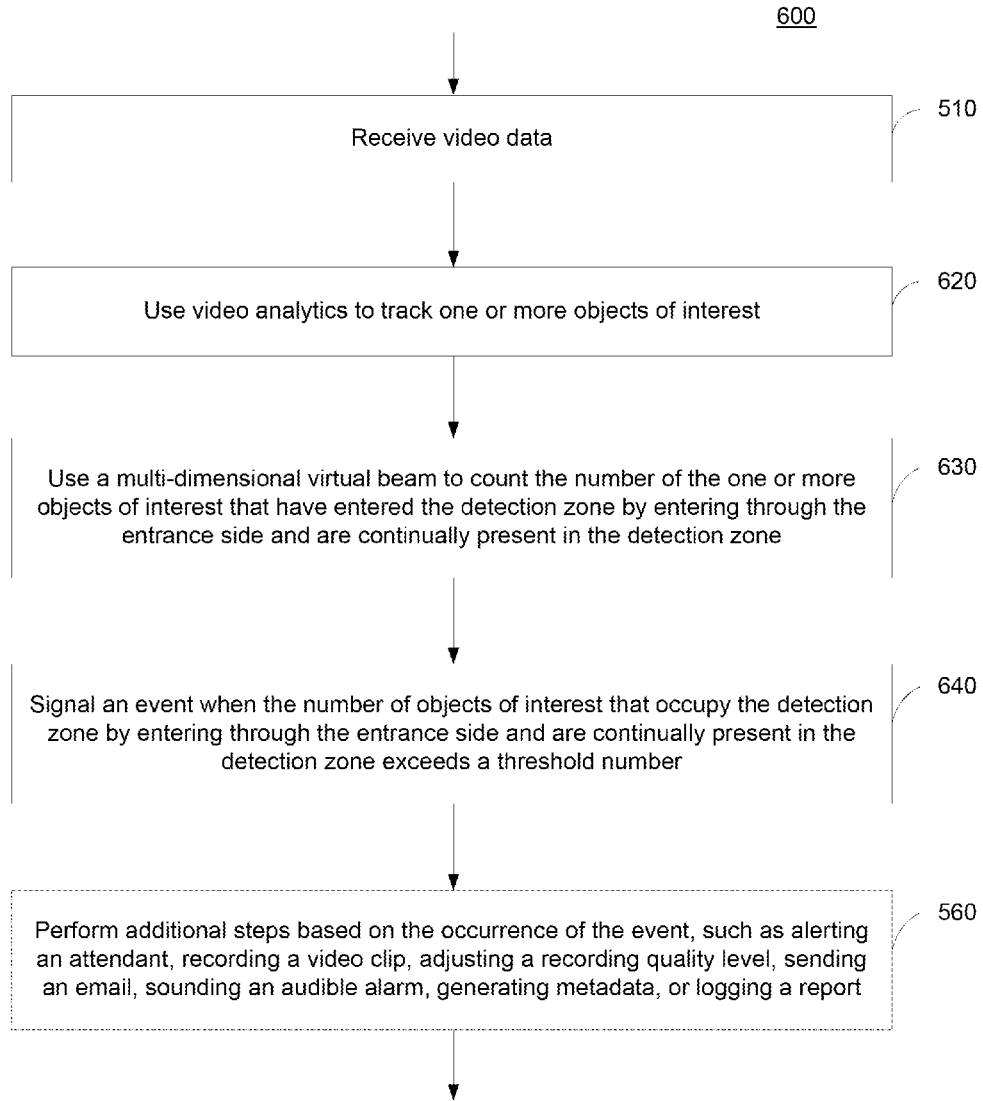 600
510
Receive video data
620
Use video analytics to track one or more objects of interest
630
Use a multi-dimensional virtual beam to count the number of the one or more
objects of interest that have entered the detection zone by entering through the
entrance side and are continually present in the detection zone
640
Signal an event when the number of objects of interest that occupy the detection
zone by entering through the entrance side and are continually present in the
detection zone exceeds a threshold number
560
Perform additional steps based on the occurrence of the event, such as alerting
an attendant, recording a video clip, adjusting a recording quality level, sending
an email, sounding an audible alarm, generating metadata, or logging a report